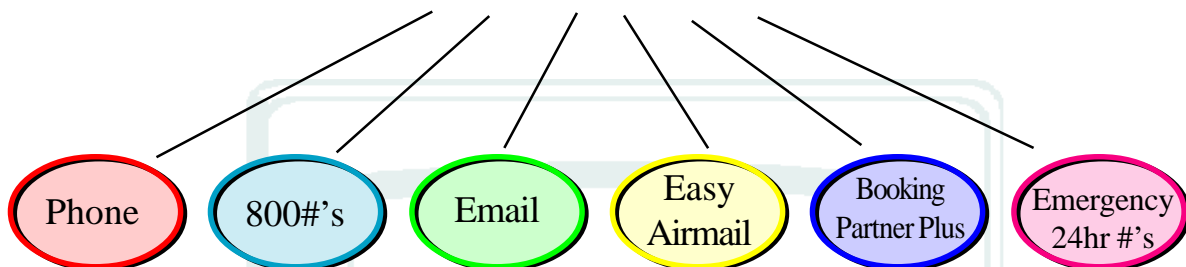 Phone
800#’s
Email
Easy
Airmail
Booking
Partner Plus
Emergency
24hr #’s